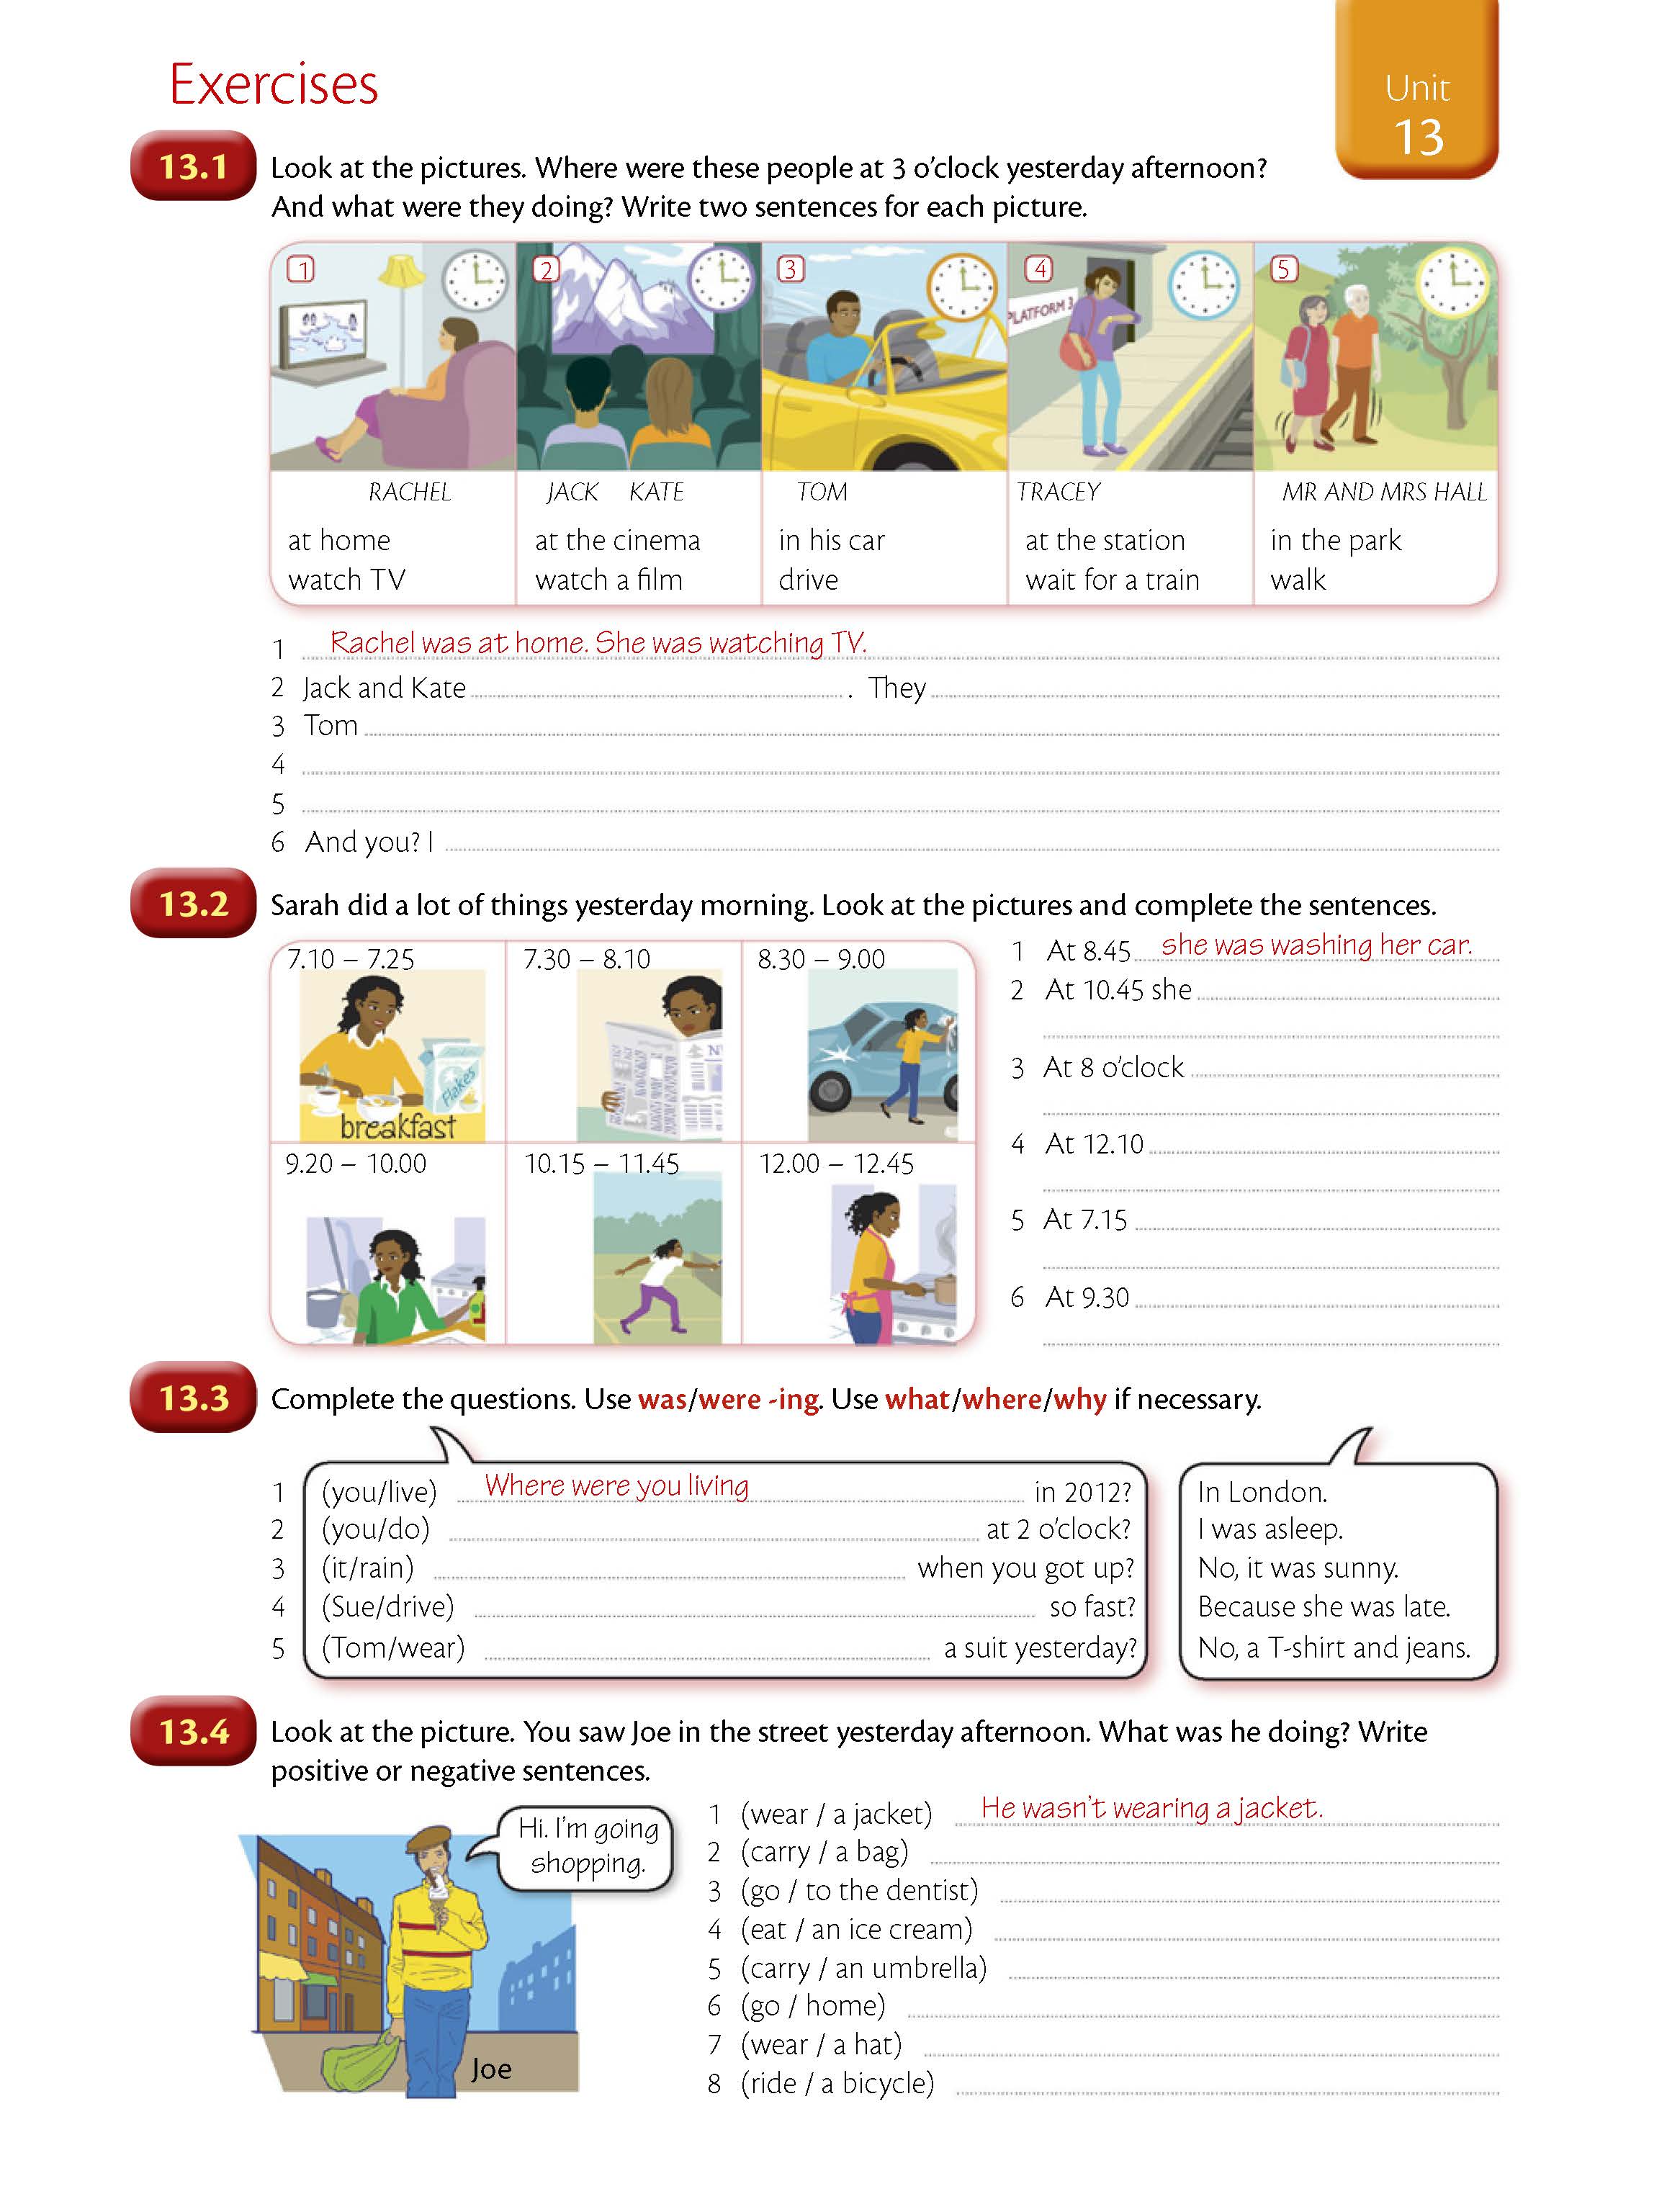 Exercises
Unit
13
13.1 Look at the pictures. Where were these people at 3 o'clock yesterday afternoon?
And what were they doing? Write two sentences for each picture.
1 2 3 4 5
PLATFORM 3
RACHEL JACK KATE TOM TRACEY MR AND MRS HALL
at home at the cinema in his car at the station in the park
watch TV watch a film drive wait for a train walk
1 Rachel was at home. She was watching TV.
2 Jack and Kate . They
3 Tom
4
5
6 And you? I
13.2 Sarah did a lot of things yesterday morning. Look at the pictures and complete the sentences.
7.10 – 7.25 7.30 – 8.10 8.30 – 9.00
Flakes
breakfast
9.20 – 10.00 10.15 – 11.45 12.00 – 12.45
1 At 8.45 she was washing her car.
2 At 10.45 she
3 At 8 o'clock
4 At 12.10
5 At 7.15
6 At 9.30
13.3 Complete the questions. Use was/were -ing. Use what/where/why if necessary.
1 (you/live) Where were you living in 2012? In London.
2 (you/do) at 2 o'clock? I was asleep.
3 (it/rain) when you got up? No, it was sunny.
4 (Sue/drive) so fast? Because she was late.
5 (Tom/wear) a suit yesterday? No, a T-shirt and jeans.
13.4 Look at the picture. You saw Joe in the street yesterday afternoon. What was he doing? Write
positive or negative sentences.
Hi. I'm going
shopping.
Joe
1 (wear / a jacket) He wasn't wearing a jacket.
2 (carry / a bag)
3 (go / to the dentist)
4 (eat / an ice cream)
5 (carry / an umbrella)
6 (go / home)
7 (wear / a hat)
8 (ride / a bicycle)